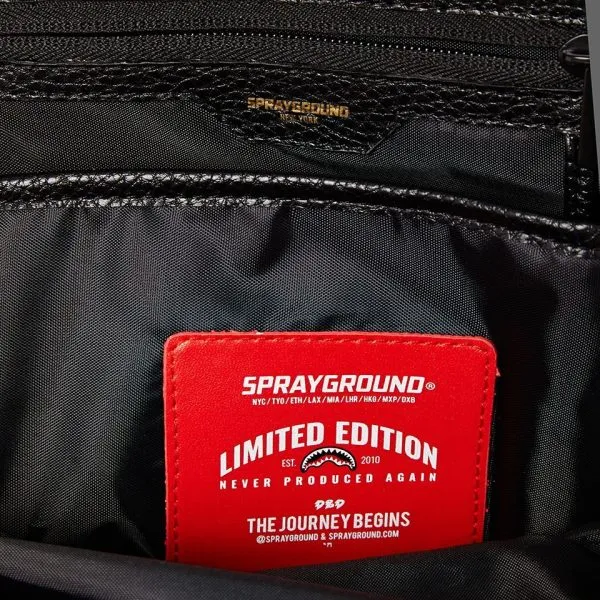 SPRAYGROUND
NEW YORK
SPRAYGROUND®
NYC/TYO/ETH/LAX/MIA/LHR/HKG/MXP/DXB
LIMITED EDITION
EST. 2010
NEVER PRODUCED AGAIN
DBD
THE JOURNEY BEGINS
@SPRAYGROUND & SPRAYGROUND.COM